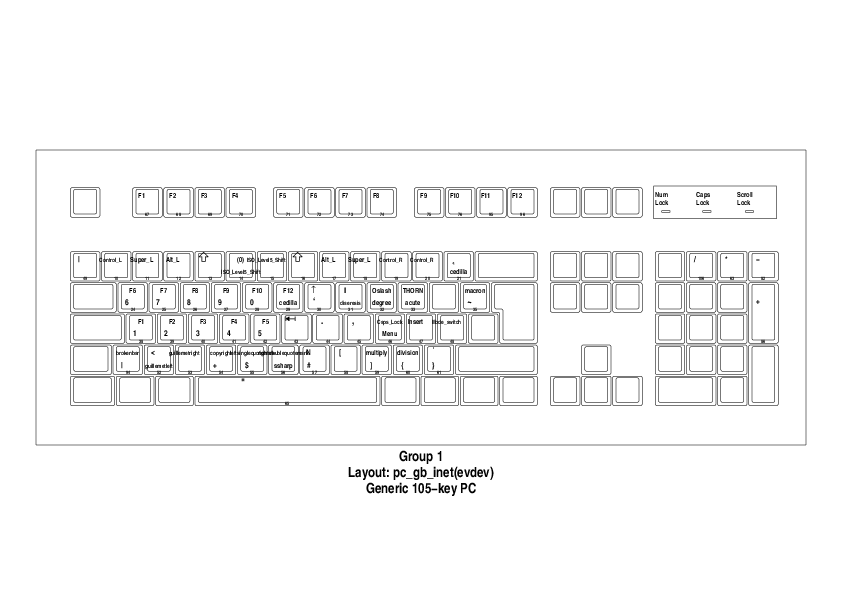 F1 F2 F3 F4 F5 F6 F7 F8 F9 F10 F11 F12
Num Lock Caps Lock Scroll Lock
Control_L Super_L Alt_L (0) ISO_Level5_Shift Alt_L Super_L Control_R Control_R , / * -
ISO_Level5_Shift cedilla
F6 F7 F8 F9 F10 F12 Oslash THORN macron
6 7 8 9 0 cedilla degree acute ~ +
F1 F2 F3 F4 F5 Caps_Lock Insert Mode_switch
1 2 3 4 5 Menu
brokenbar < guillemotright copyright N [ multiply division
guillemotleft + $ ssharp # ] { }
Group 1
Layout: pc_gb_inet(evdev)
Generic 105-key PC